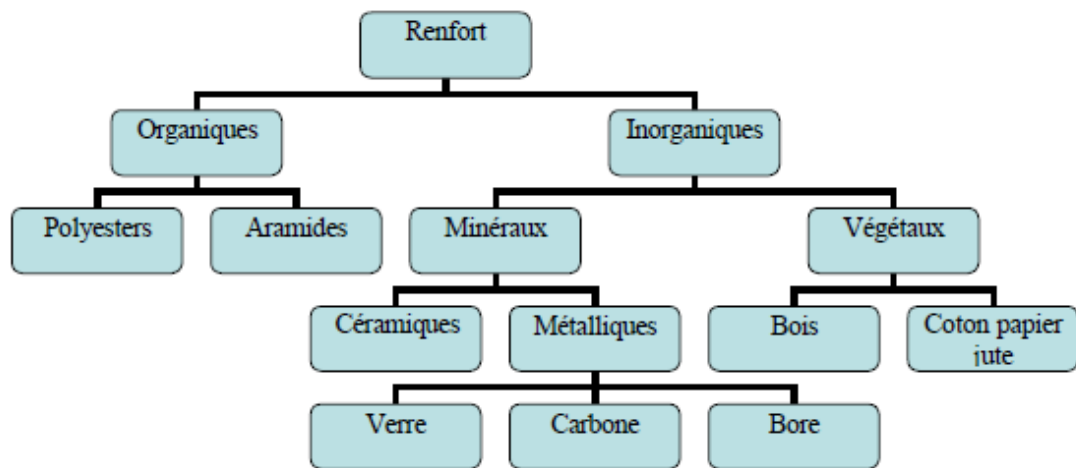 Renfort
Organiques
Inorganiques
Polyesters
Aramides
Minéraux
Végétaux
Céramiques
Métalliques
Bois
Coton papier
jute
Verre
Carbone
Bore